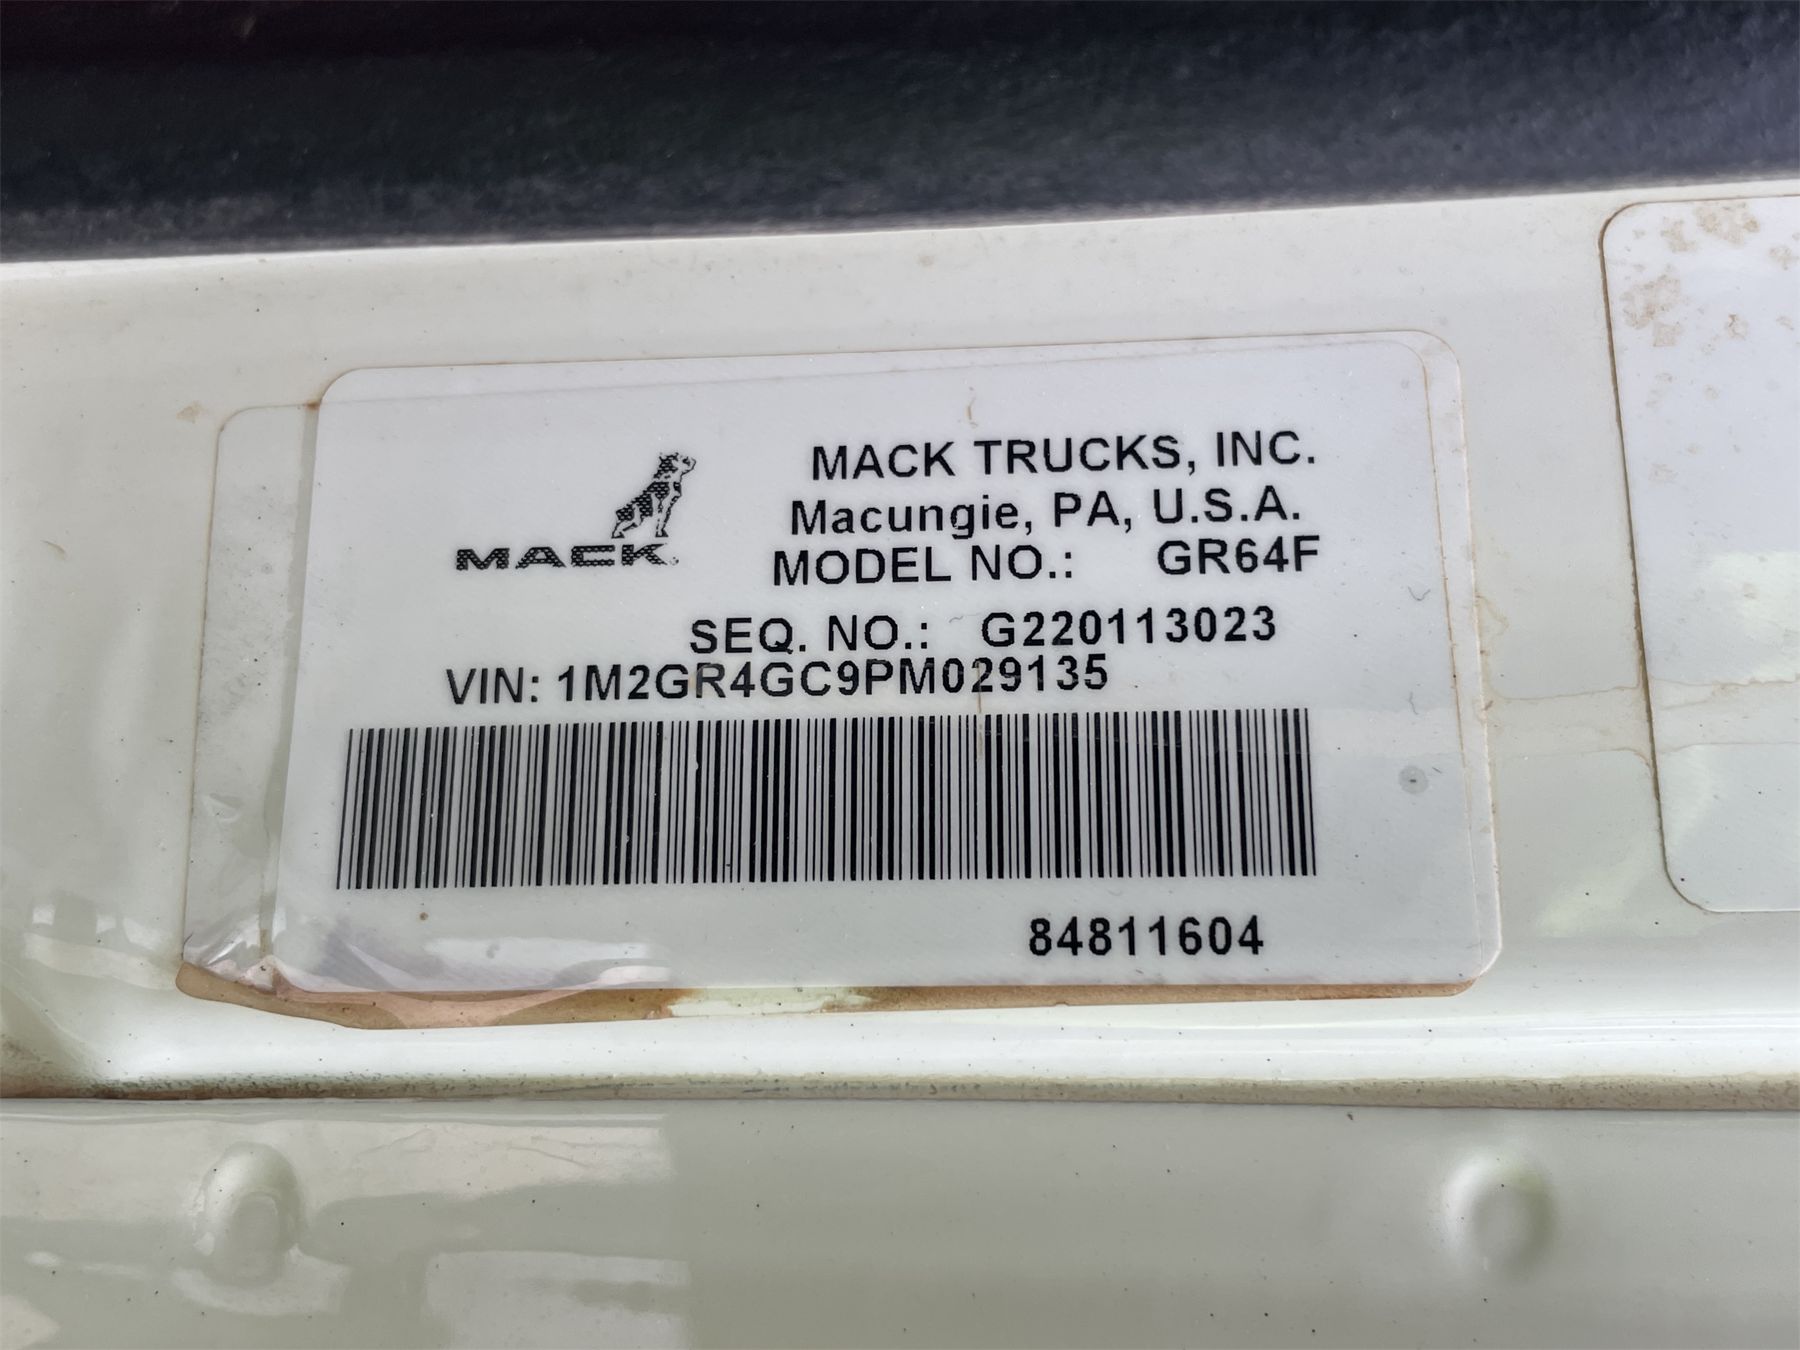 MACK TRUCKS, INC.
Macungie, PA, U.S.A.
MACK
MODEL NO.: GR64F
SEQ. NO.: G220113023
VIN: 1M2GR4GC9PM029135
84811604